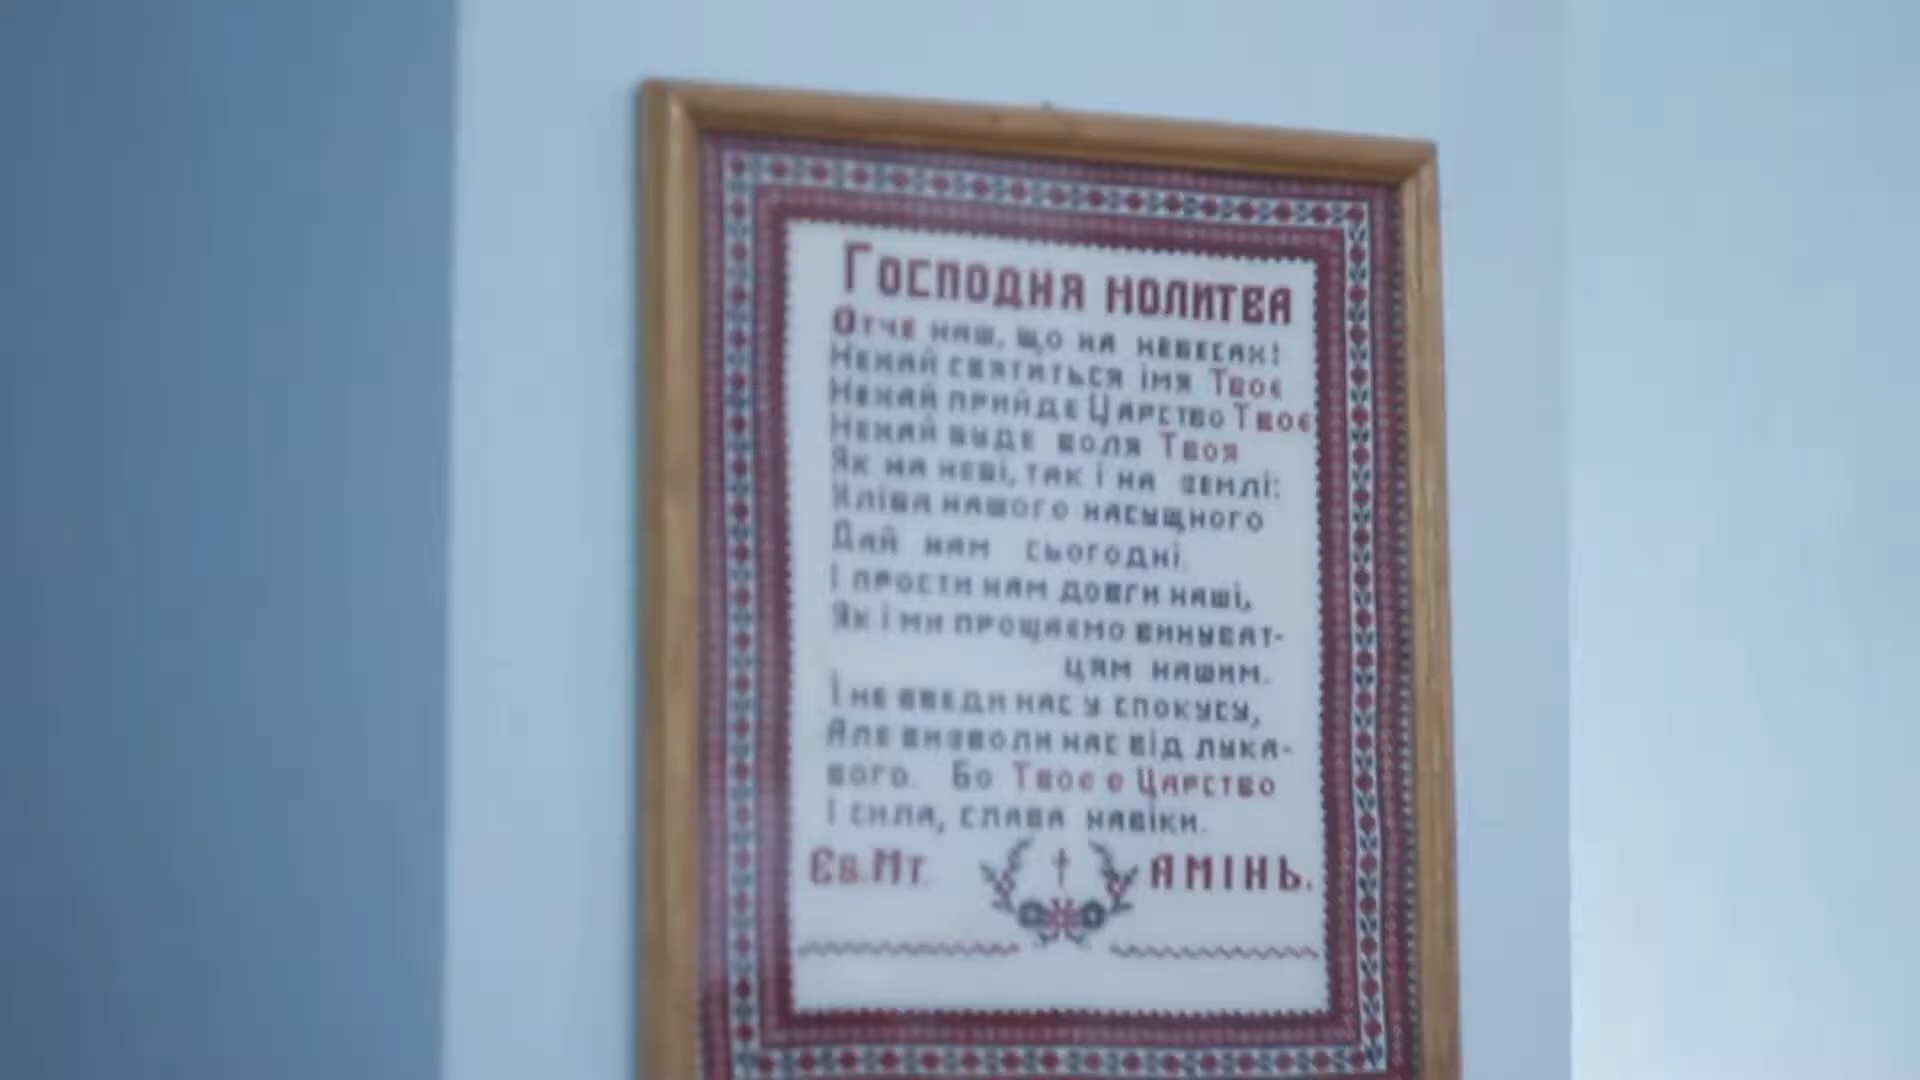 Господня молитва
Отче наш, що на небесах!
Нехай святиться імя Твоє
Нехай прийде Царство Твоє
Нехай буде воля Твоя
Як на небі, так і на землі:
Хліба нашого насущного
Дай нам сьогодні.
І прости нам довги наші,
Як і ми прощаємо винуват-
цям нашим.
І не введи нас у спокусу,
Але визволи нас від лука-
вого. Бо Твоє є Царство
І сила, слава навіки.
Єв. Мт. АМІНЬ.